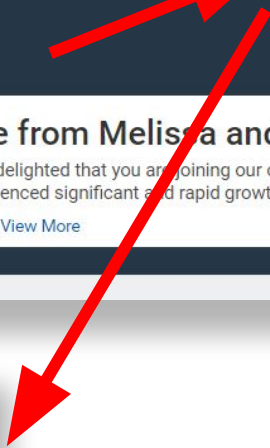 e from Melissa and
delighted that you are joining our
enced significant and rapid growt
View More